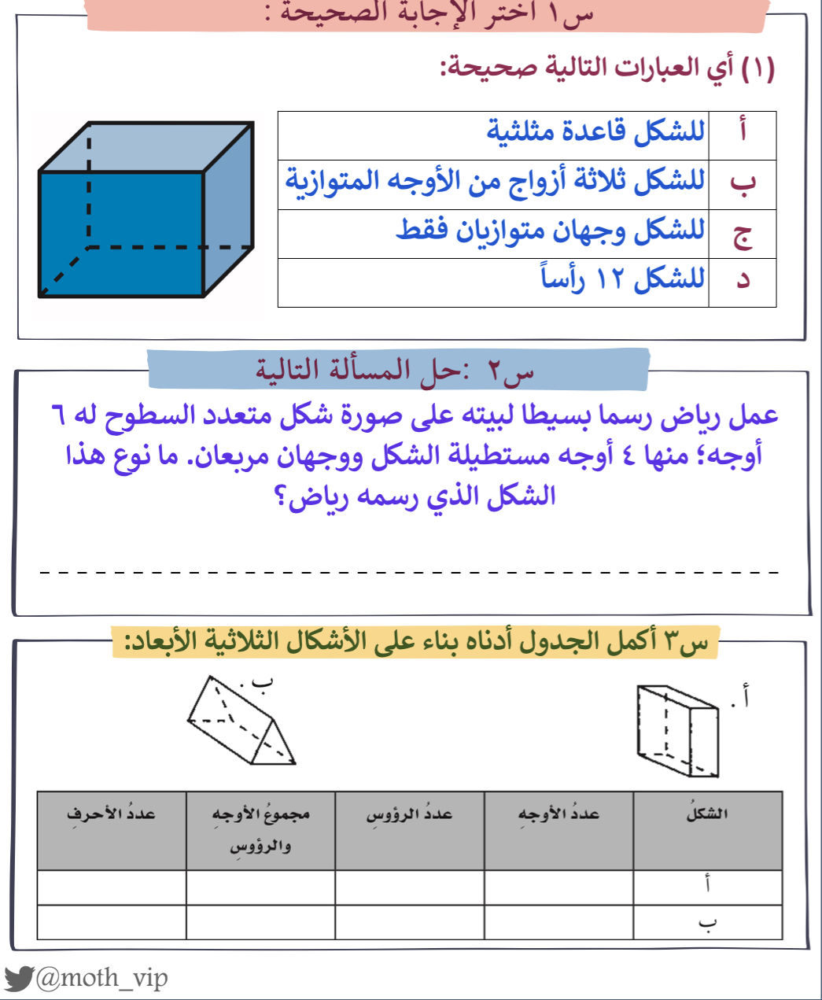 س١ اختر الإجابة الصحيحة :
(١) أي العبارات التالية صحيحة:
أ للشكل قاعدة مثلثية
ب للشكل ثلاثة أزواج من الأوجه المتوازية
ج للشكل وجهان متوازيان فقط
د للشكل ١٢ رأساً
س٢ :حل المسألة التالية
عمل رياض رسما بسيطا لبيته على صورة شكل متعدد السطوح له ٦
أوجه؛ منها ٤ أوجه مستطيلة الشكل ووجهان مربعان. ما نوع هذا
الشكل الذي رسمه رياض؟
س٣ أكمل الجدول أدناه بناء على الأشكال الثلاثية الأبعاد:
أ .
ب .
الشكلُ عددُ الأوجهِ عددُ الرؤوسِ مجموعُ الأوجهِ عددُ الأحرفِ
والرؤوسِ
أ
ب
@moth_vip